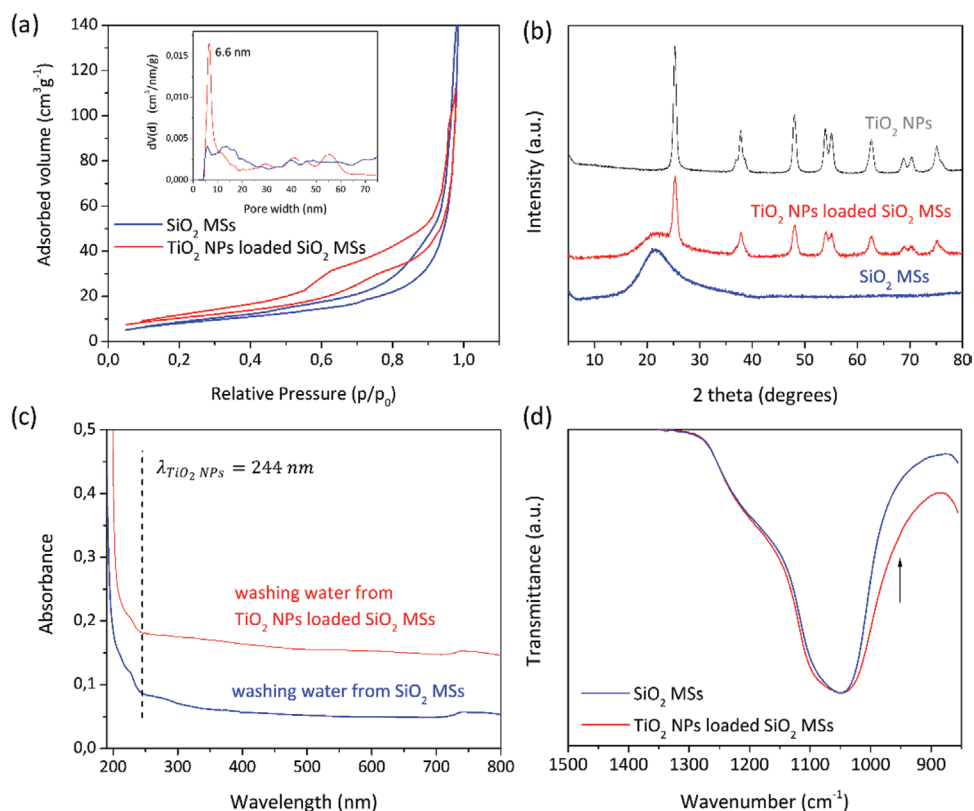 (a)
140
120
100
80
60
40
20
0
Adsorbed volume (cm³g⁻¹)
0,015
0,010
0,005
0,000
dV(d) (cm³/nm/g)
6.6 nm
0 10 20 30 40 50 60 70
Pore width (nm)
SiO₂ MSs
TiO₂ NPs loaded SiO₂ MSs
0,0 0,2 0,4 0,6 0,8 1,0
Relative Pressure (p/p₀)
(b)
Intensity (a.u.)
TiO₂ NPs
TiO₂ NPs loaded SiO₂ MSs
SiO₂ MSs
10 20 30 40 50 60 70 80
2 theta (degrees)
(c)
0,5
0,4
0,3
0,2
0,1
0,0
Absorbance
λTiO₂ NPs = 244 nm
washing water from
TiO₂ NPs loaded SiO₂ MSs
washing water from SiO₂ MSs
200 300 400 500 600 700 800
Wavelength (nm)
(d)
Transmittance (a.u.)
SiO₂ MSs
TiO₂ NPs loaded SiO₂ MSs
1500 1400 1300 1200 1100 1000 900
Wavenumber (cm⁻¹)